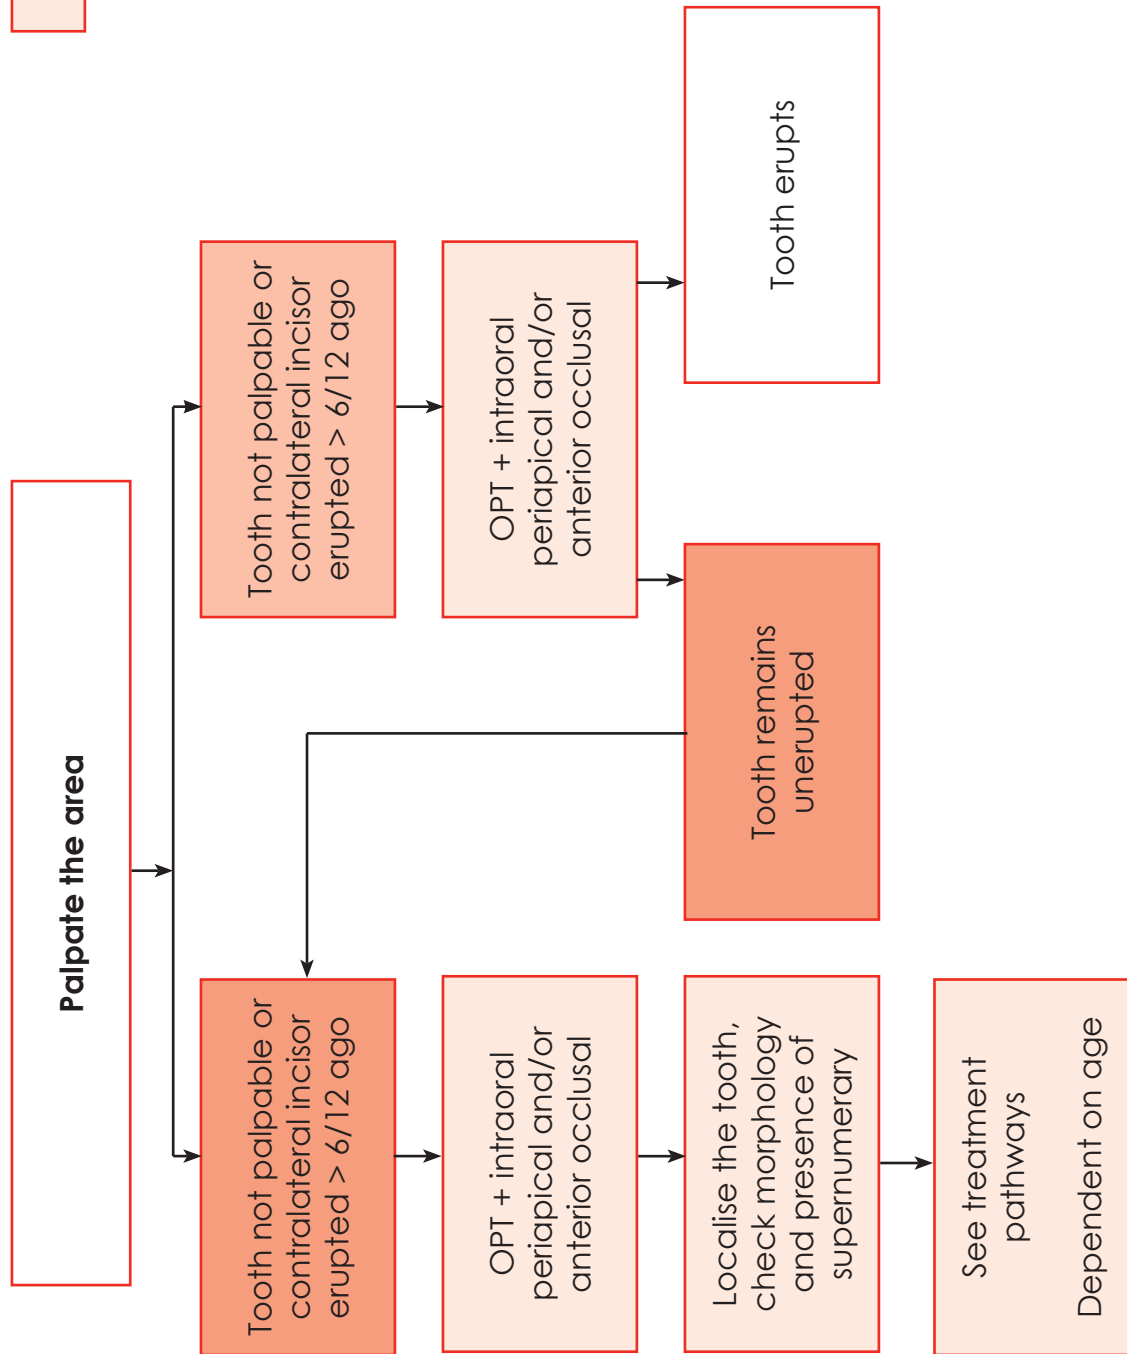 Palpate the area
Tooth not palpable or
contralateral incisor
erupted > 6/12 ago
Tooth not palpable or
contralateral incisor
erupted > 6/12 ago
OPT + intraoral
periapical and/or
anterior occlusal
OPT + intraoral
periapical and/or
anterior occlusal
Localise the tooth,
check morphology
and presence of
supernumerary
Tooth remains
unerupted
Tooth erupts
See treatment
pathways
Dependent on age